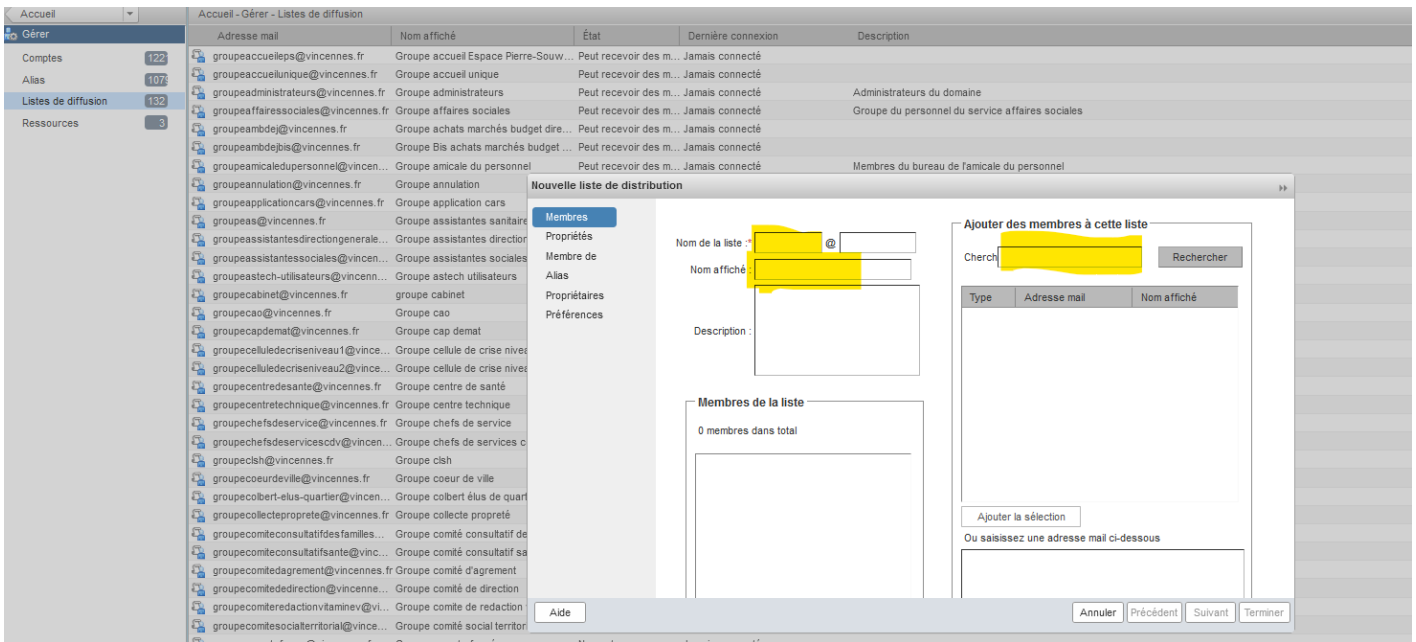 Accueil
Accueil - Gérer - Listes de diffusion
Gérer
Comptes 122
Alias 107
Listes de diffusion 132
Ressources 3
Adresse mail Nom affiché État Dernière connexion Description
groupeaccueileps@vincennes.fr Groupe accueil Espace Pierre-Souw... Peut recevoir des m... Jamais connecté
groupeaccueilunique@vincennes.fr Groupe accueil unique Peut recevoir des m... Jamais connecté
groupeadministrateurs@vincennes.fr Groupe administrateurs Peut recevoir des m... Jamais connecté Administrateurs du domaine
groupeaffairessociales@vincennes.fr Groupe affaires sociales Peut recevoir des m... Jamais connecté Groupe du personnel du service affaires sociales
groupeambdej@vincennes.fr Groupe achats marchés budget dire... Peut recevoir des m... Jamais connecté
groupeambdejbis@vincennes.fr Groupe Bis achats marchés budget ... Peut recevoir des m... Jamais connecté
groupeamicaledupersonnel@vincen... Groupe amicale du personnel Peut recevoir des m... Jamais connecté Membres du bureau de l'amicale du personnel
groupeannulation@vincennes.fr Groupe annulation
groupeapplicationcars@vincennes.fr Groupe application cars
groupeas@vincennes.fr Groupe assistantes sanitaire
groupeassistantesdirectiongenerale... Groupe assistantes direction
groupeassistantessociales@vincen... Groupe assistantes sociales
groupeastech-utilisateurs@vincenn... Groupe astech utilisateurs
groupecabinet@vincennes.fr groupe cabinet
groupecao@vincennes.fr Groupe cao
groupecapdemat@vincennes.fr Groupe cap demat
groupecelluledecriseniveau1@vince... Groupe cellule de crise nive
groupecelluledecriseniveau2@vince... Groupe cellule de crise nive
groupecentredesante@vincennes.fr Groupe centre de santé
groupecentretechnique@vincennes.fr Groupe centre technique
groupechefsdeservice@vincennes.fr Groupe chefs de service
groupechefsdeservicescdv@vincen... Groupe chefs de services c
groupeclsh@vincennes.fr Groupe clsh
groupecoeurdeville@vincennes.fr Groupe coeur de ville
groupecolbert-elus-quartier@vincen... Groupe colbert élus de quart
groupecollecteproprete@vincennes.fr Groupe collecte propreté
groupecomiteconsultatifdesfamilles... Groupe comité consultatif de
groupecomiteconsultatifsante@vinc... Groupe comité consultatif sa
groupecomitedagrement@vincennes.fr Groupe comité d'agrement
groupecomitededirection@vincenne... Groupe comité de direction
groupecomiteredactionvitaminev@vi... Groupe comite de redaction
groupecomitesocialterritorial@vince... Groupe comité social territor
Nouvelle liste de distribution
Membres
Propriétés
Membre de
Alias
Propriétaires
Préférences
Nom de la liste :* @
Nom affiché :
Description :
Membres de la liste
0 membres dans total
Ajouter des membres à cette liste
Cherch Rechercher
Type Adresse mail Nom affiché
Ajouter la sélection
Ou saisissez une adresse mail ci-dessous
Aide Annuler Précédent Suivant Terminer